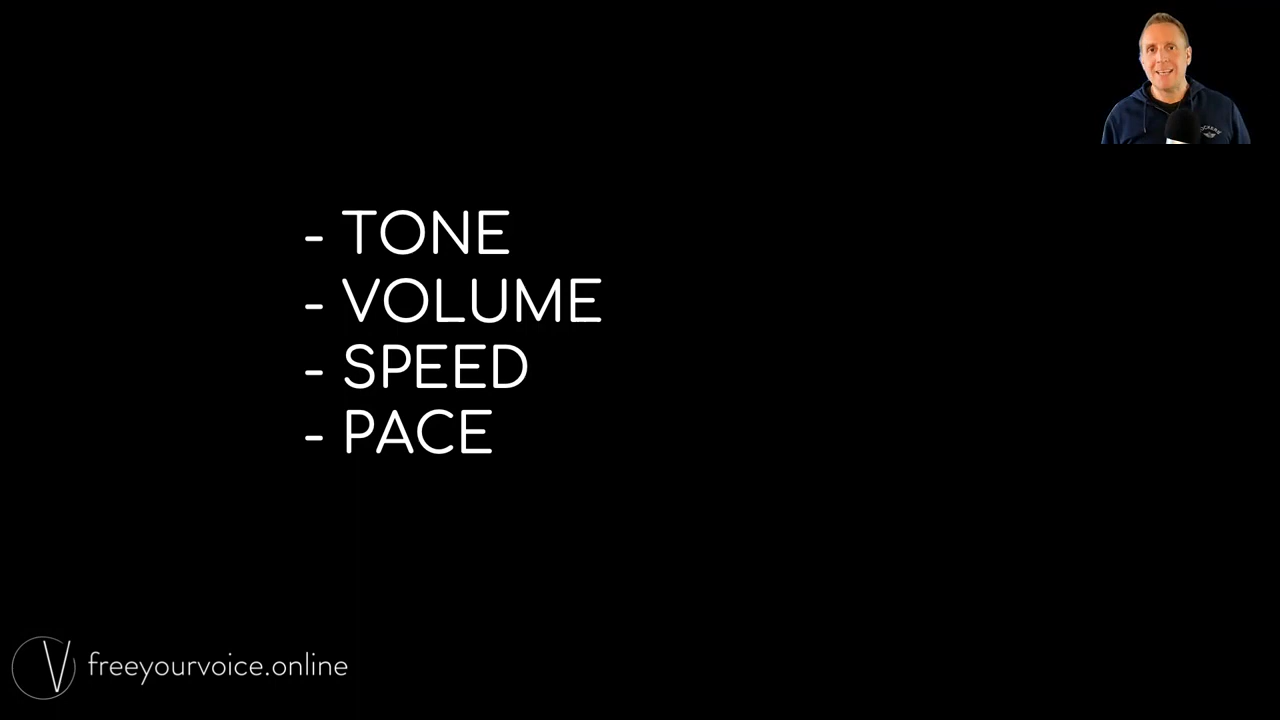 - TONE
- VOLUME
- SPEED
- PACE
freeyourvoice.online